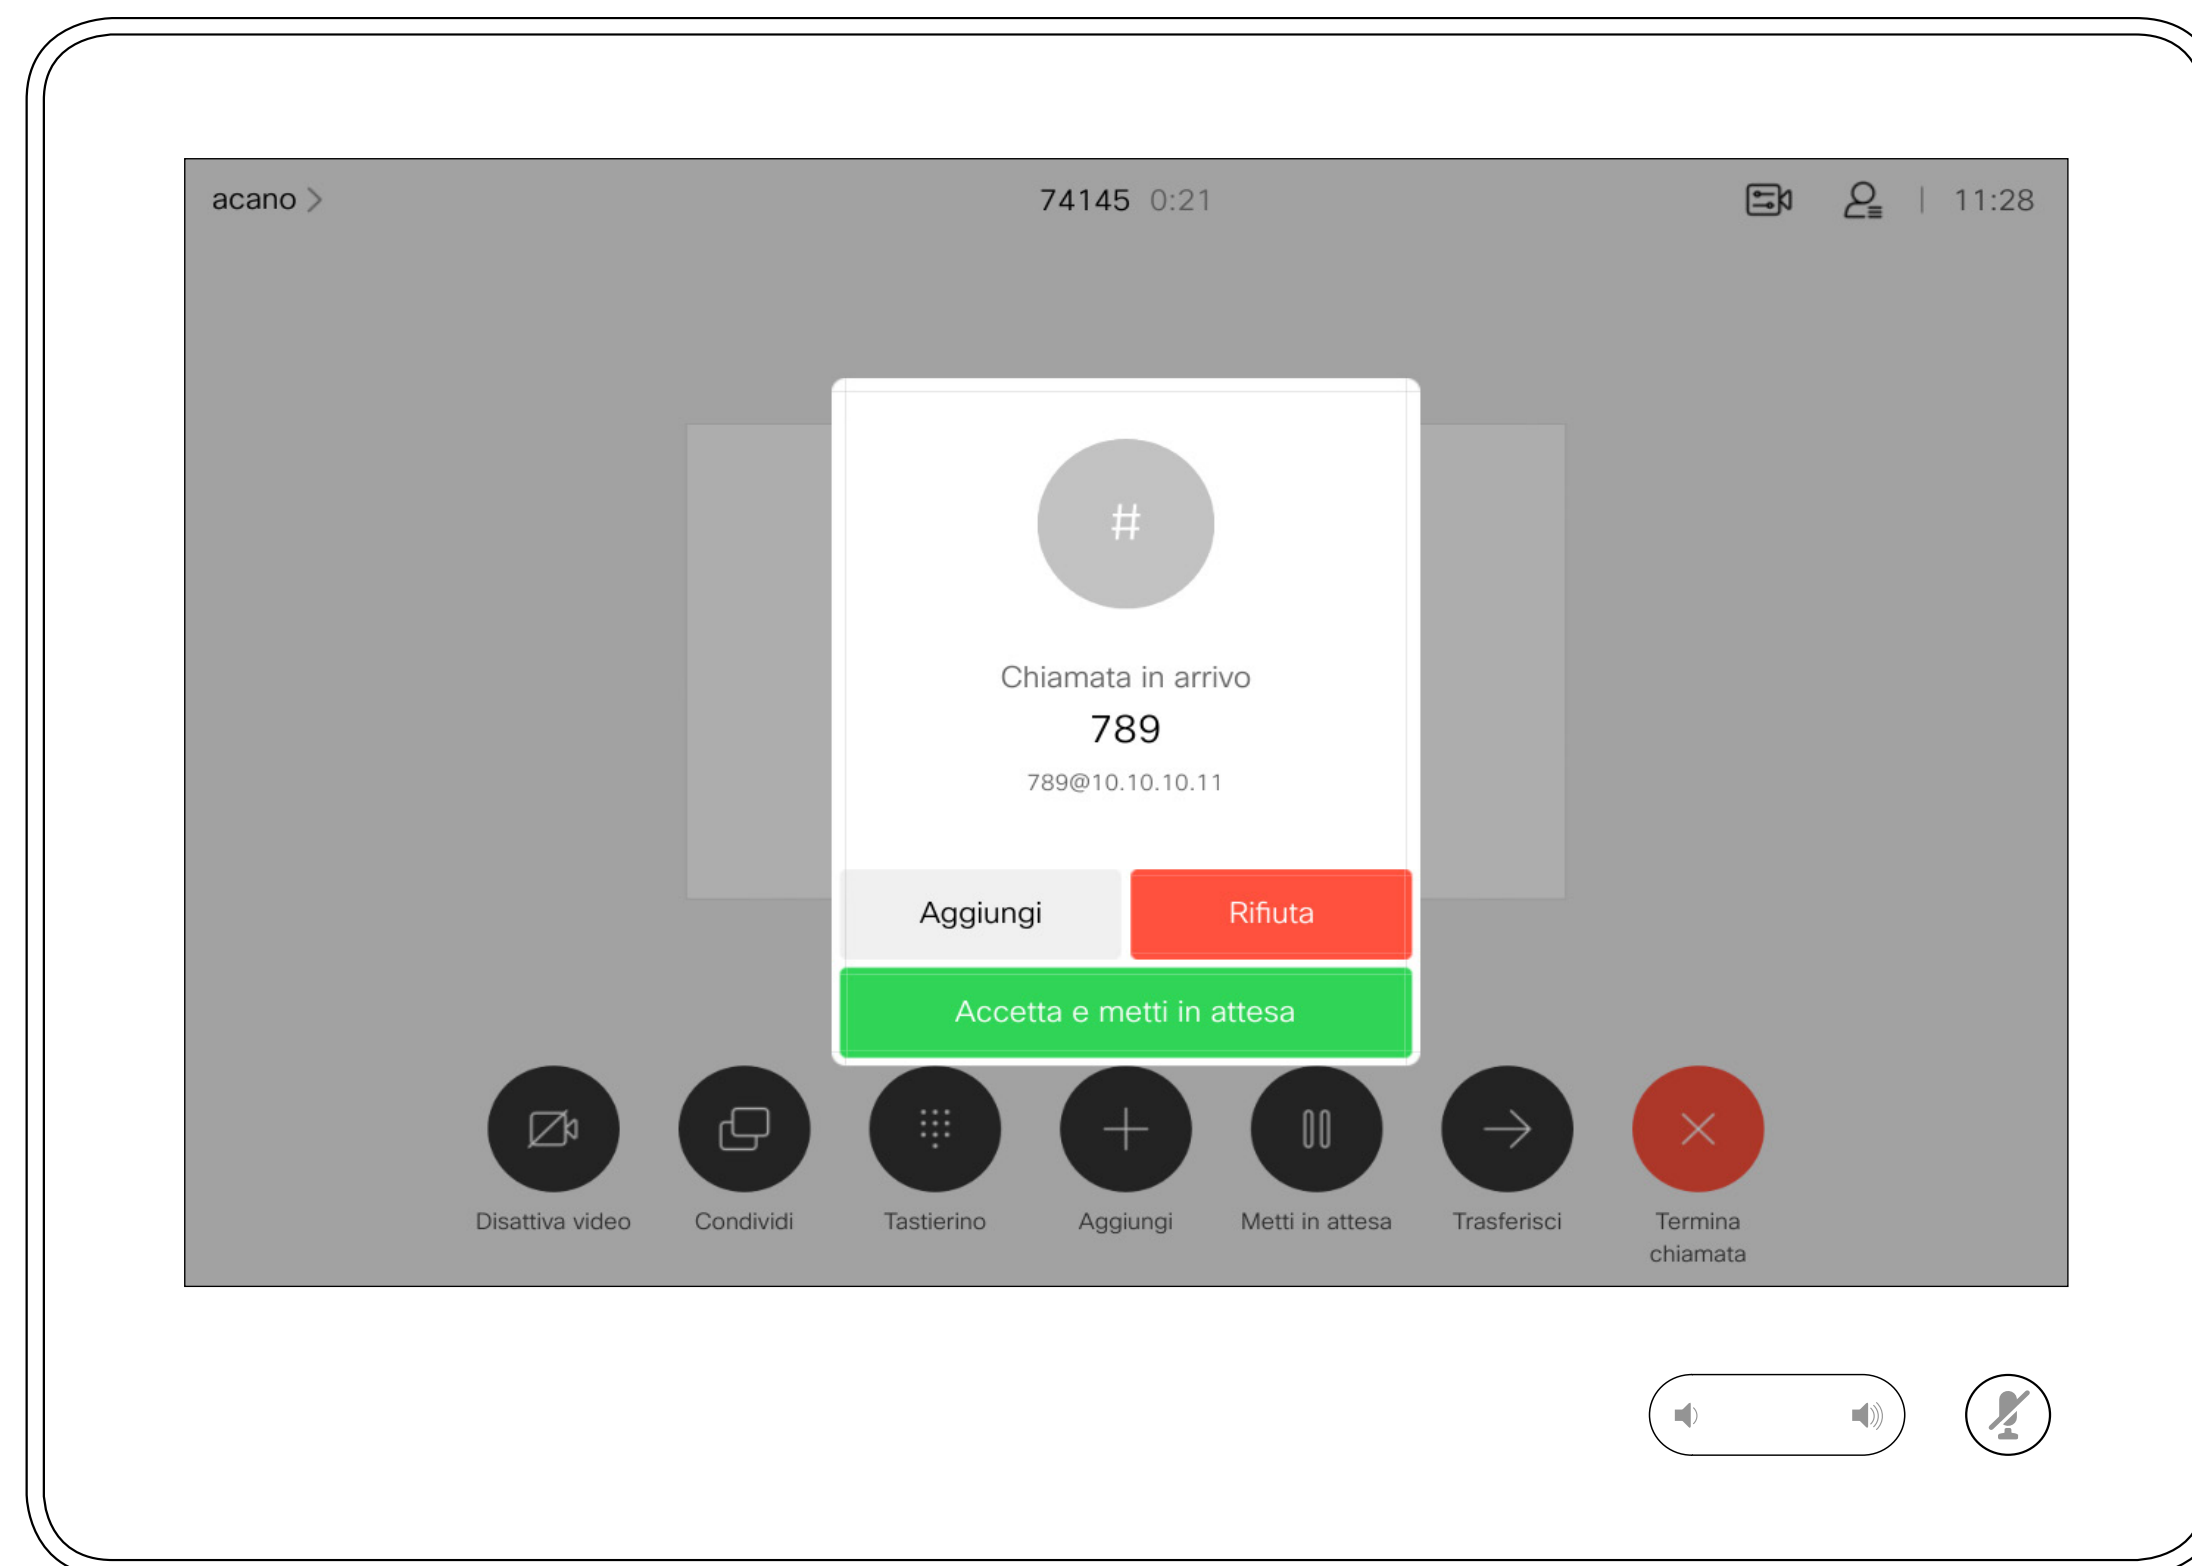 acano
74145 0:21
11:28
#
Chiamata in arrivo
789
789@10.10.10.11
Aggiungi
Rifiuta
Accetta e metti in attesa
Disattiva video
Condividi
Tastierino
Aggiungi
Metti in attesa
Trasferisci
Termina
chiamata